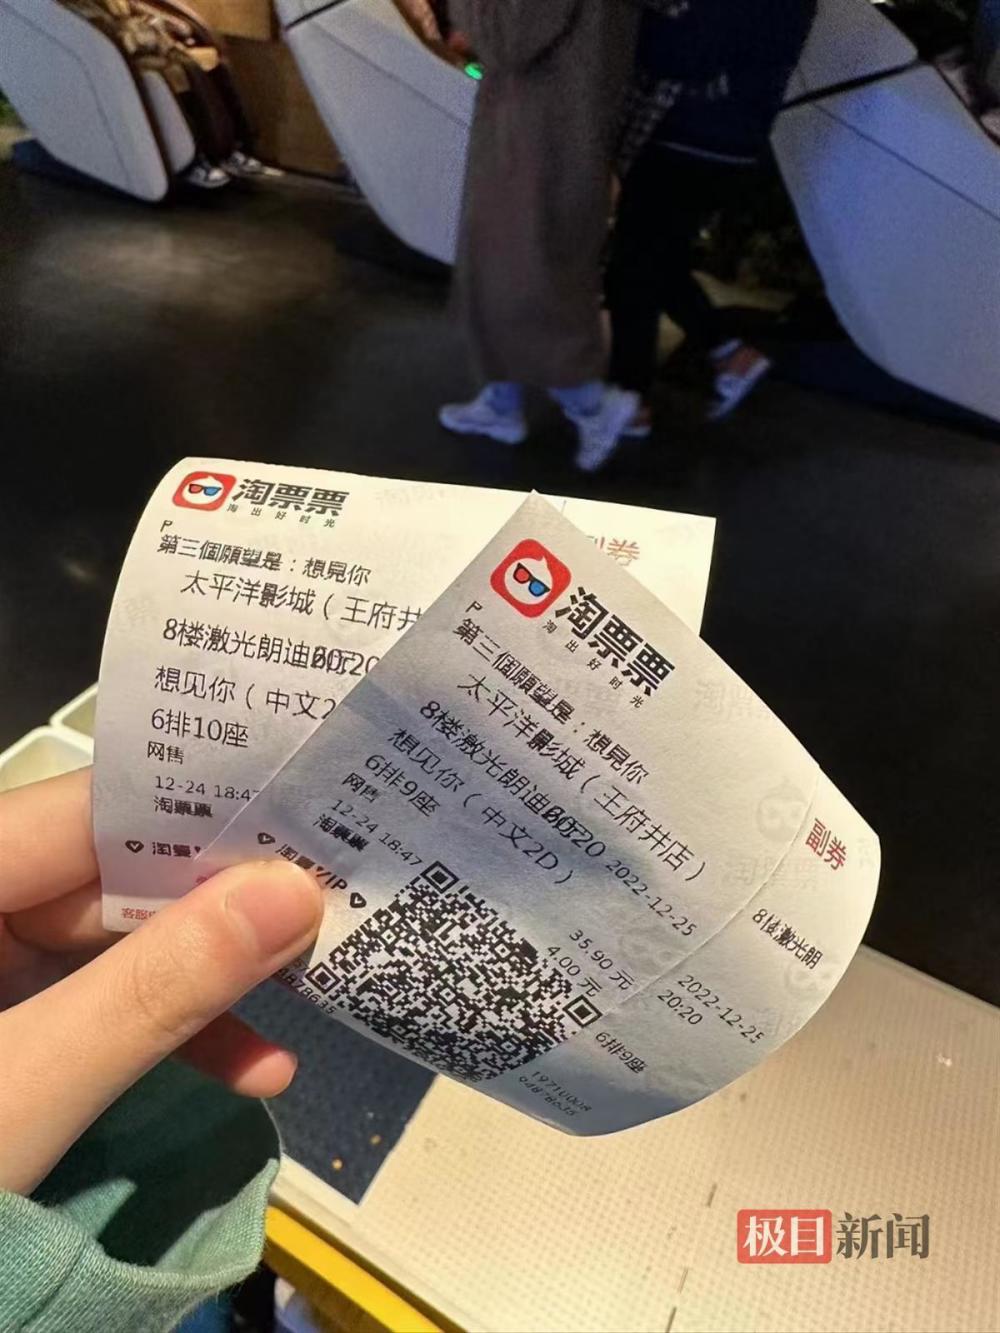 淘票票
淘出好时光
P
第三個願望是：想見你
太平洋影城（王府井
8楼激光朗迪
想见你（中文2
6排10座
网售
12-24 18:47
淘票票
副券
淘票票
淘出好时光
P
第三個願望是：想見你
太平洋影城（王府井店）
8楼激光朗迪
20 2022-12-25
想见你（中文2D）
6排9座
网售
35.90 元
4.00 元
12-24 18:47
淘票票
VIP
副券
8楼激光朗
2022-12-25
20:20
6排9座
极目新闻